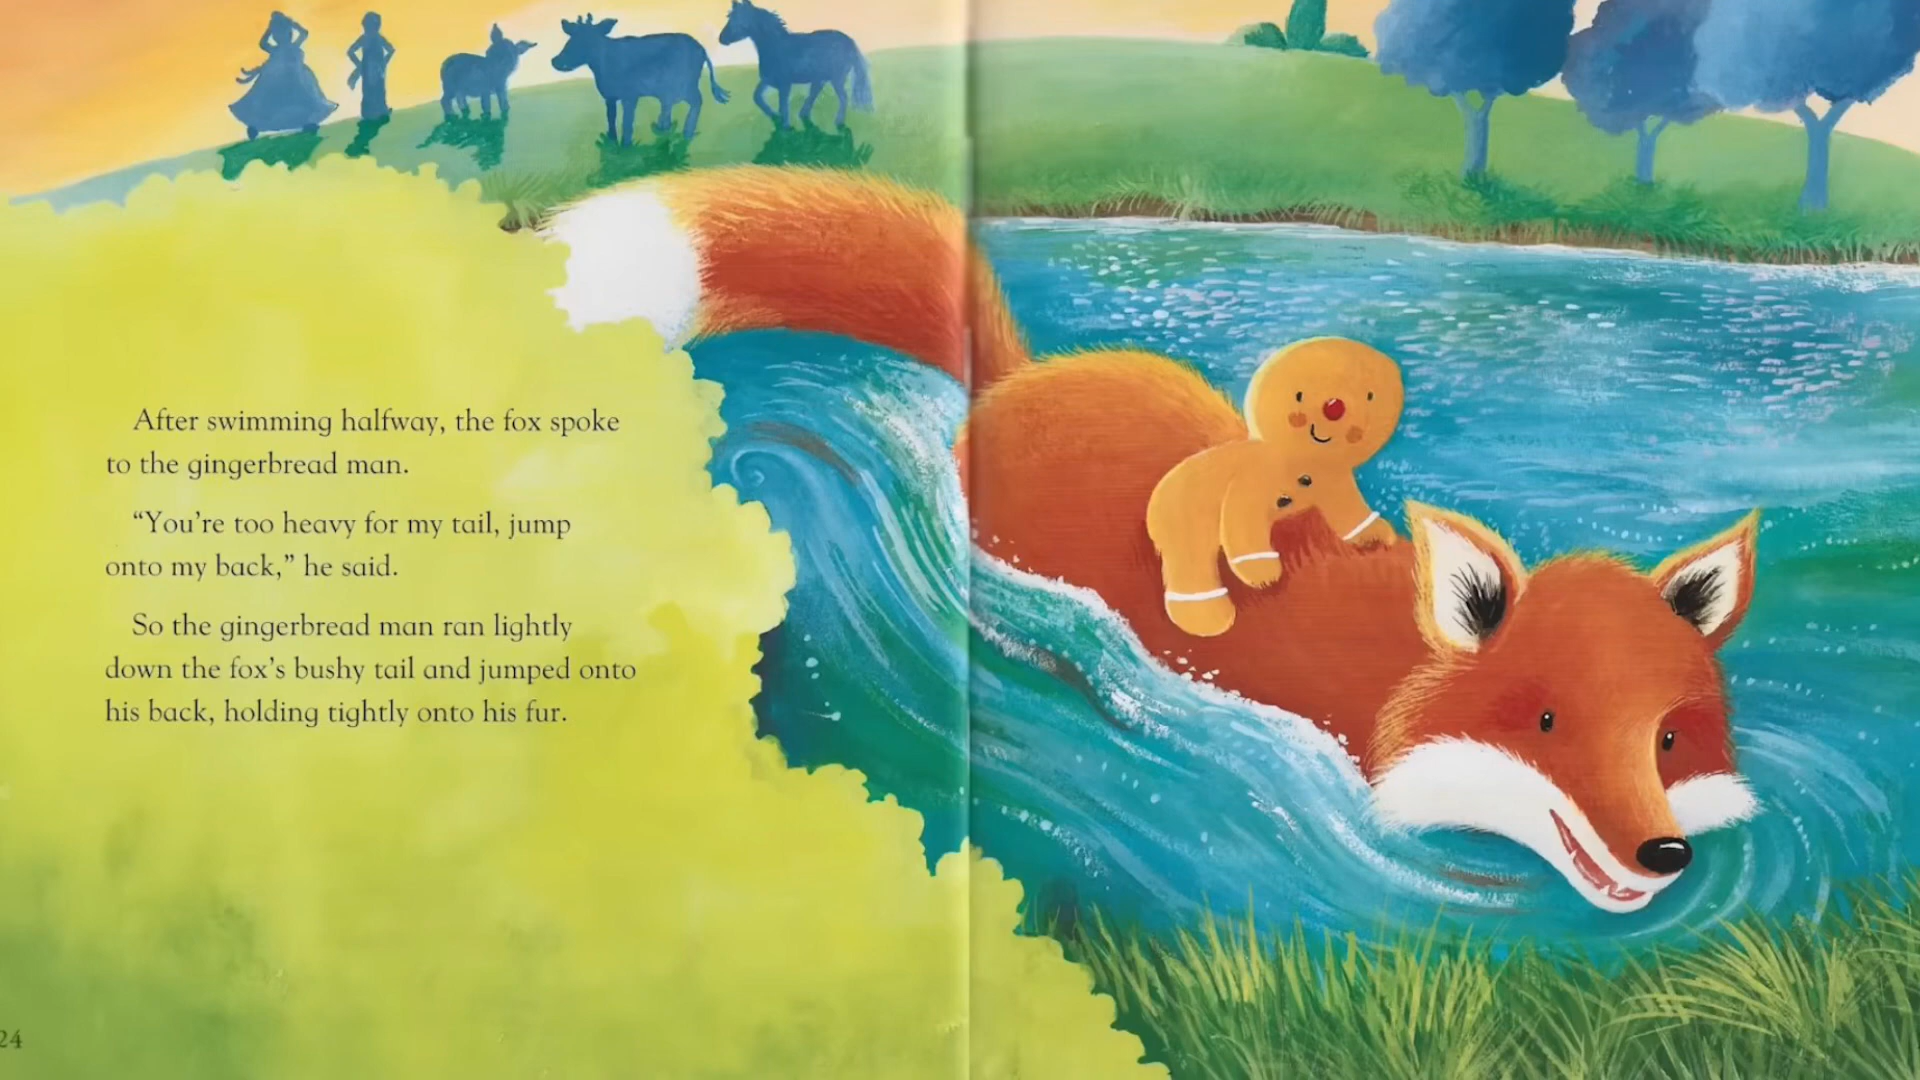 After swimming halfway, the fox spoke
to the gingerbread man.
“You’re too heavy for my tail, jump
onto my back,” he said.
So the gingerbread man ran lightly
down the fox’s bushy tail and jumped onto
his back, holding tightly onto his fur.
24